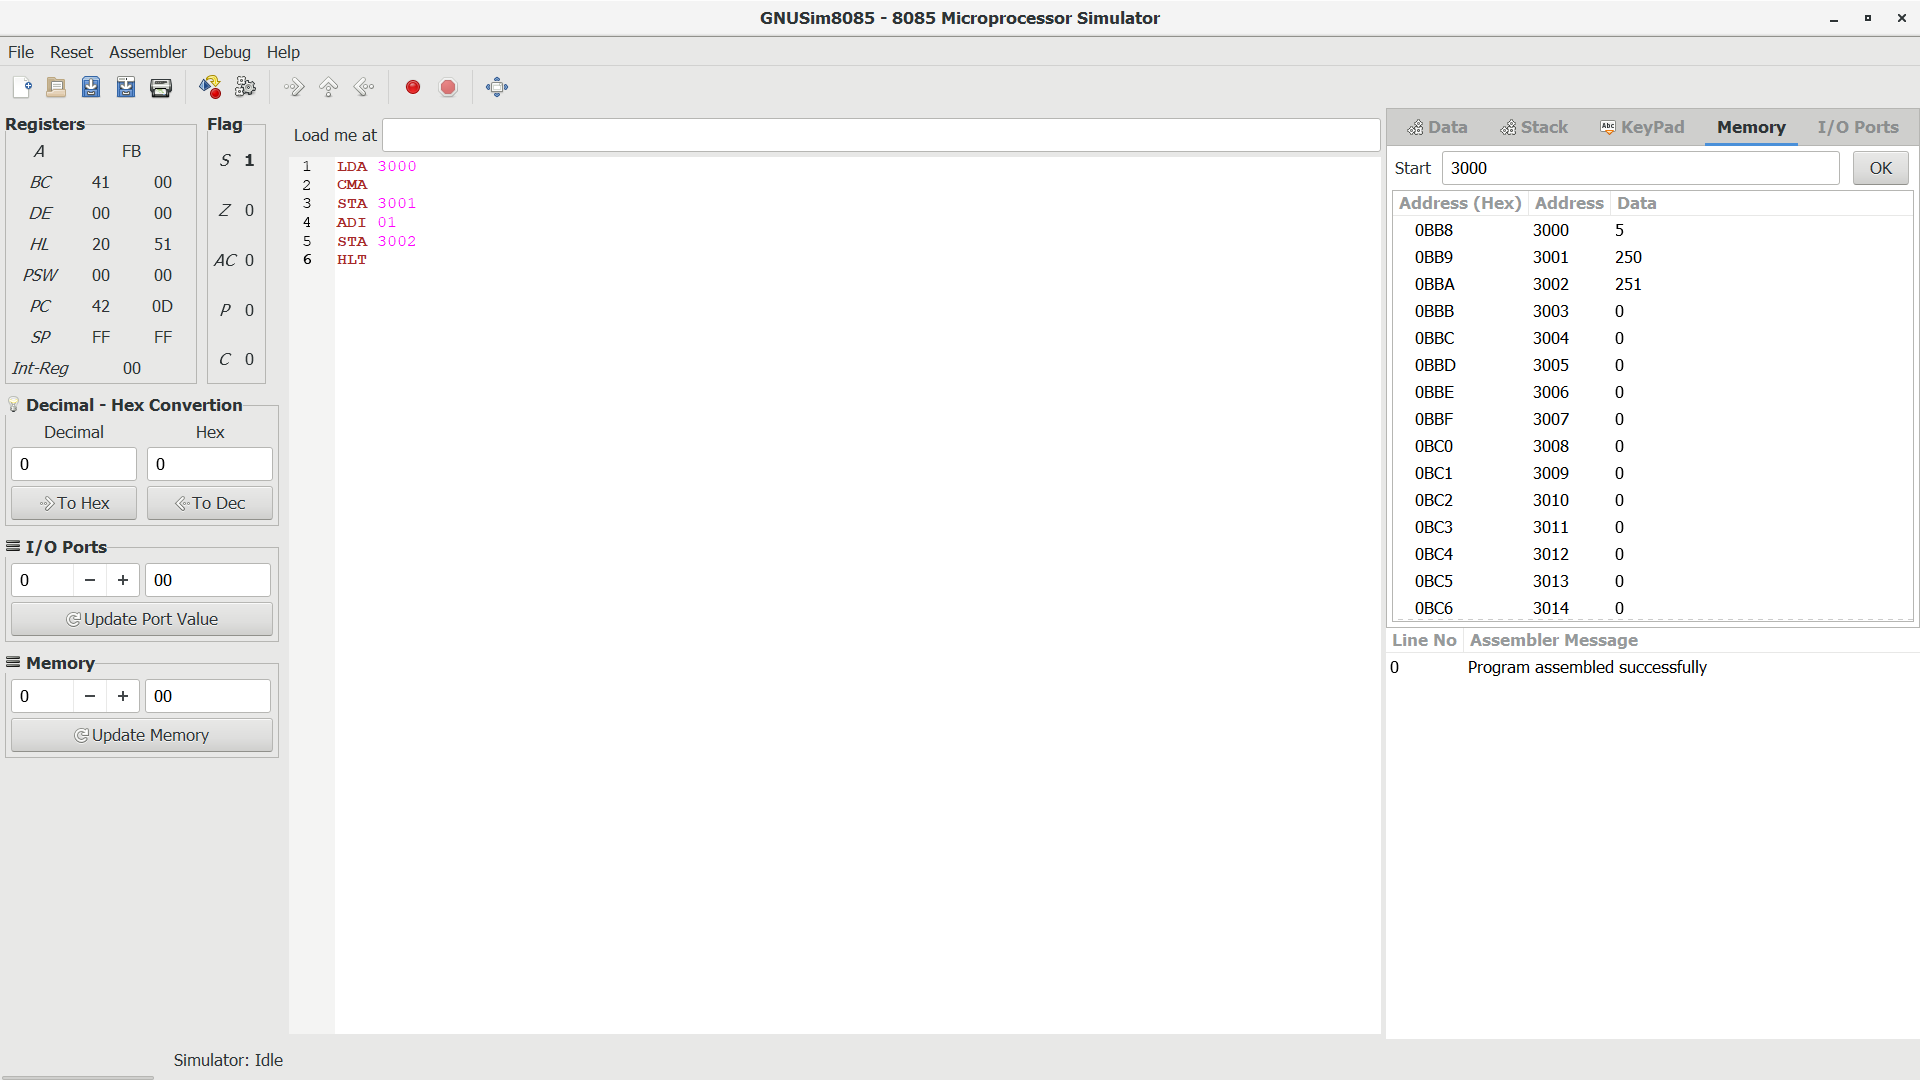 GNUSim8085 - 8085 Microprocessor Simulator
File Reset Assembler Debug Help
Registers
A FB
BC 41 00
DE 00 00
HL 20 51
PSW 00 00
PC 42 0D
SP FF FF
Int-Reg 00
Flag
S 1
Z 0
AC 0
P 0
C 0
Decimal - Hex Convertion
Decimal Hex
0 0
To Hex To Dec
I/O Ports
0 − + 00
Update Port Value
Memory
0 − + 00
Update Memory
Load me at
1 LDA 3000
2 CMA
3 STA 3001
4 ADI 01
5 STA 3002
6 HLT
Data Stack Abc KeyPad Memory I/O Ports
Start 3000 OK
Address (Hex) Address Data
0BB8 3000 5
0BB9 3001 250
0BBA 3002 251
0BBB 3003 0
0BBC 3004 0
0BBD 3005 0
0BBE 3006 0
0BBF 3007 0
0BC0 3008 0
0BC1 3009 0
0BC2 3010 0
0BC3 3011 0
0BC4 3012 0
0BC5 3013 0
0BC6 3014 0
Line No Assembler Message
0 Program assembled successfully
Simulator: Idle